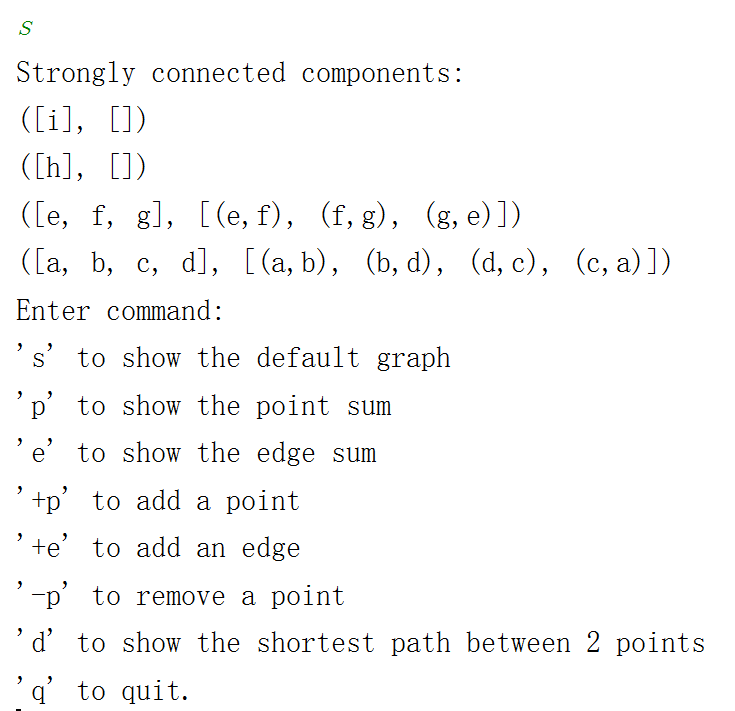 s
Strongly connected components:
([i], [])
([h], [])
([e, f, g], [(e,f), (f,g), (g,e)])
([a, b, c, d], [(a,b), (b,d), (d,c), (c,a)])
Enter command:
's' to show the default graph
'p' to show the point sum
'e' to show the edge sum
'+p' to add a point
'+e' to add an edge
'-p' to remove a point
'd' to show the shortest path between 2 points
'q' to quit.